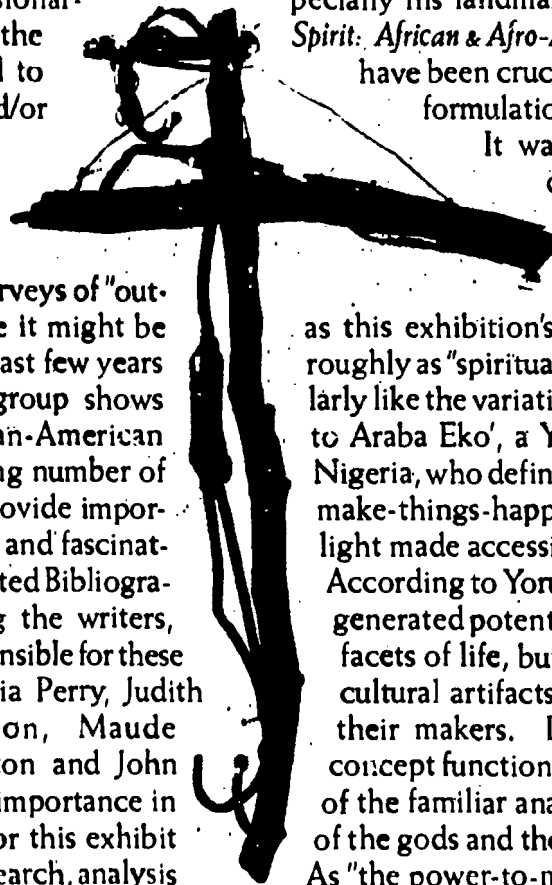 sional-
the
l to
d/or
rveys of "out-
e it might be
ast few years
group shows
an-American
ng number of
ovide impor-
and fascinat-
ted Bibliogra-
g the writers,
nsible for these
ia Perry, Judith
on, Maude
ton and John
importance in
or this exhibit
earch, analysis
pecially his landma
Spirit: African & Afro-
have been cruc
formulatio
It wa
as this exhibition's
roughly as "spiritua
larly like the variati
to Araba Eko', a Y
Nigeria, who defin
make-things-happ
light made accessi
According to Yor
generated potent
facets of life, bu
cultural artifacts
their makers.
concept function
of the familiar ana
of the gods and the
As "the power-to-m